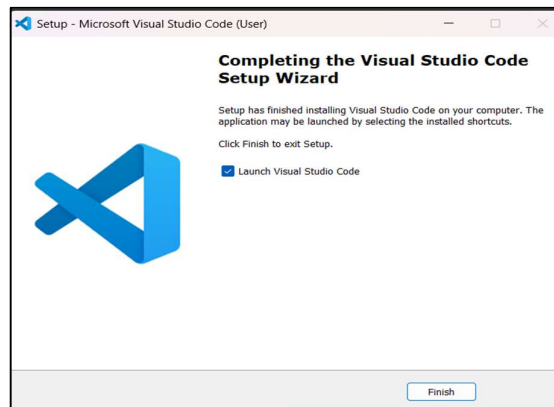 Setup - Microsoft Visual Studio Code (User)
Completing the Visual Studio Code
Setup Wizard
Setup has finished installing Visual Studio Code on your computer. The
application may be launched by selecting the installed shortcuts.
Click Finish to exit Setup.
Launch Visual Studio Code
Finish